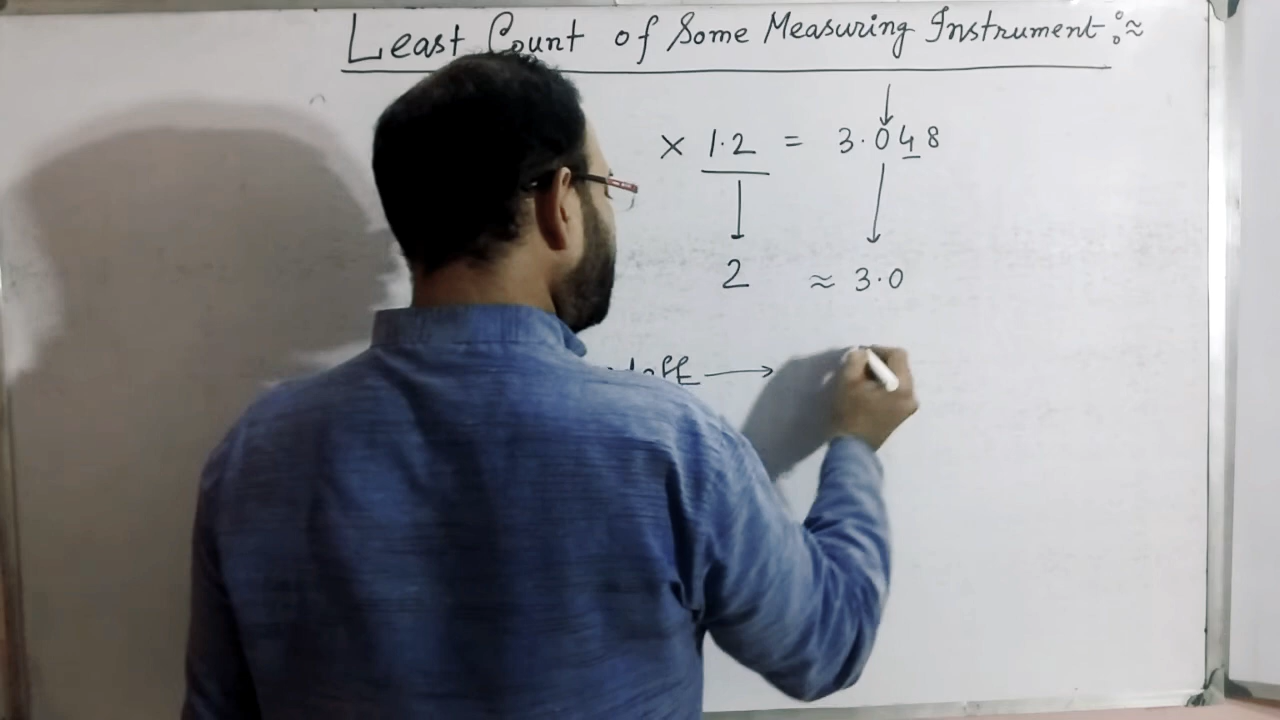 Least Count of Some Measuring Instrument :≈
× 1.2 = 3.048
2 ≈ 3.0
→